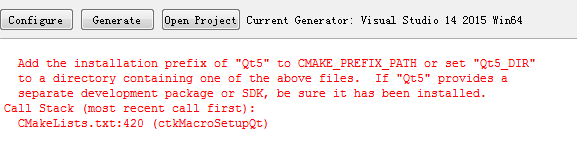 Configure Generate Open Project Current Generator: Visual Studio 14 2015 Win64
Add the installation prefix of "Qt5" to CMAKE_PREFIX_PATH or set "Qt5_DIR"
to a directory containing one of the above files.  If "Qt5" provides a
separate development package or SDK, be sure it has been installed.
Call Stack (most recent call first):
CMakeLists.txt:420 (ctkMacroSetupQt)